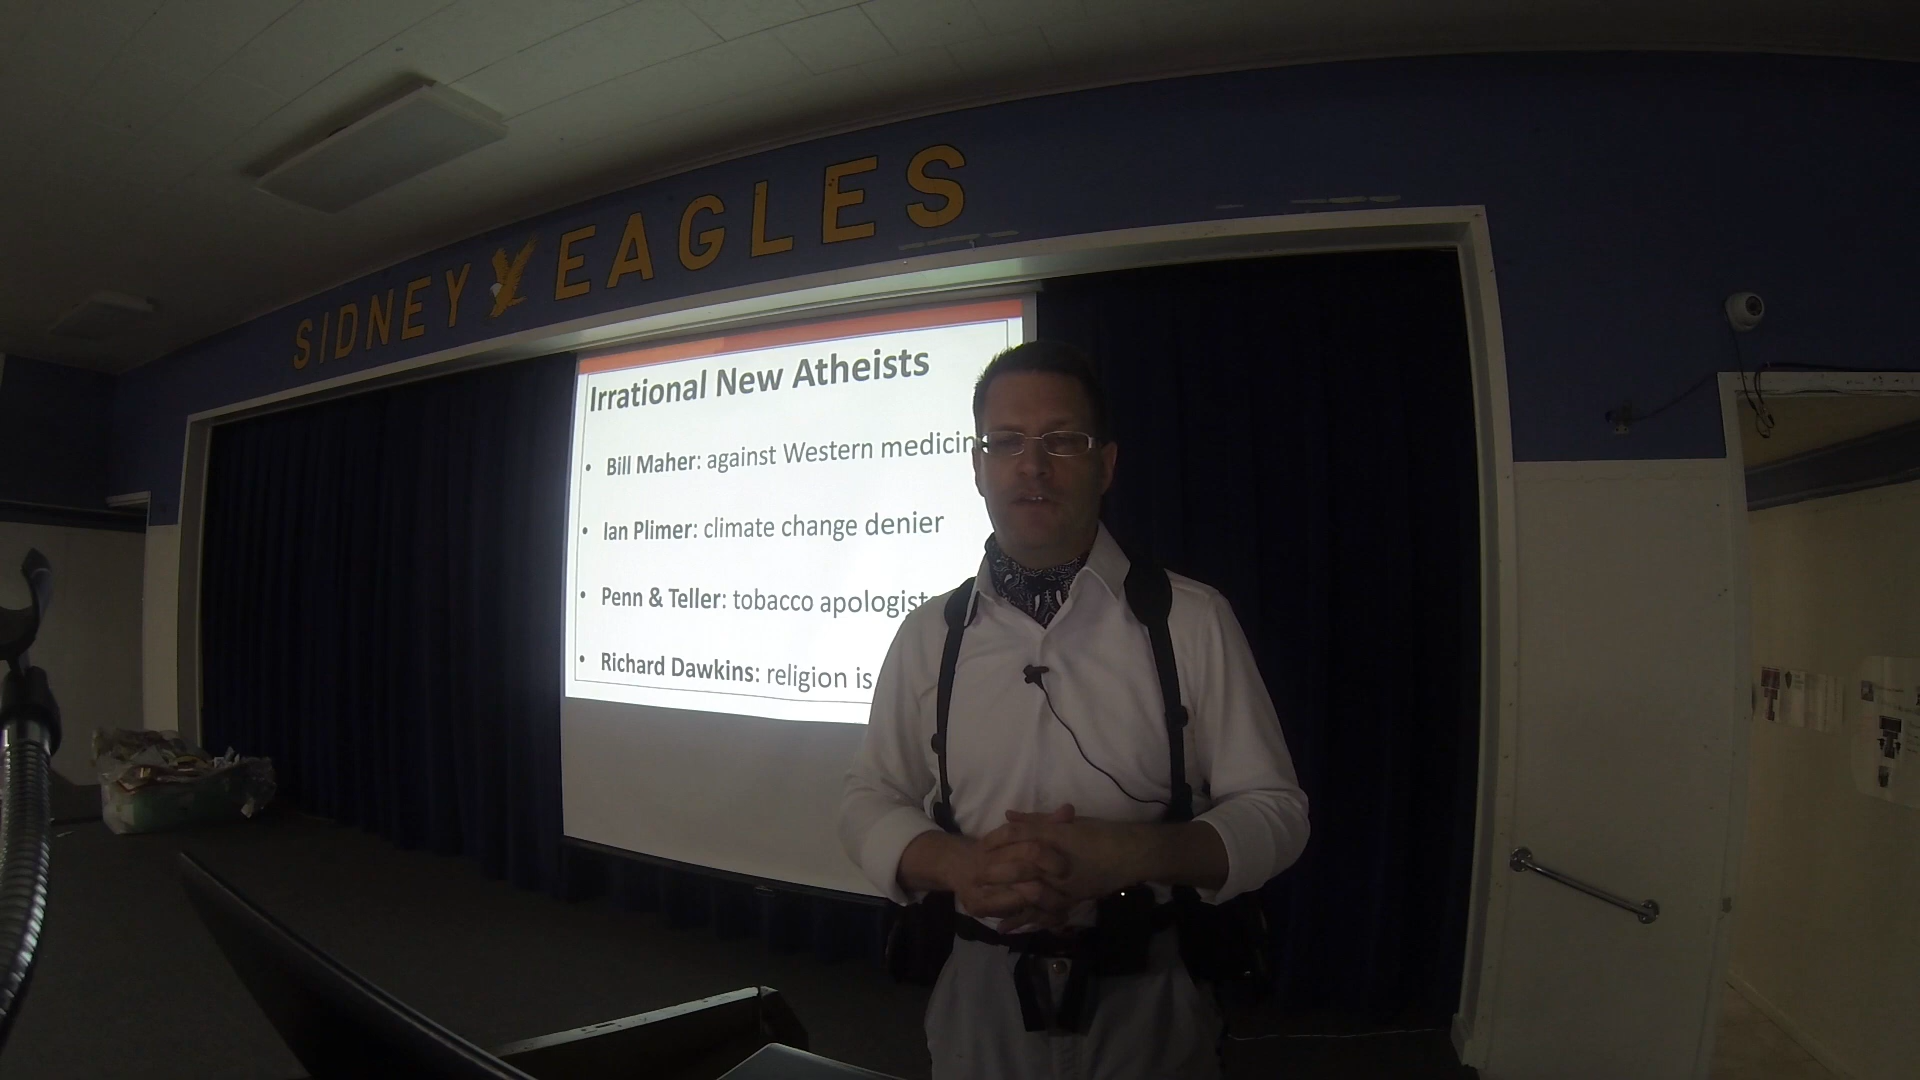 SIDNEY EAGLES
Irrational New Atheists
• Bill Maher: against Western medicin
• Ian Plimer: climate change denier
• Penn & Teller: tobacco apologists
• Richard Dawkins: religion is